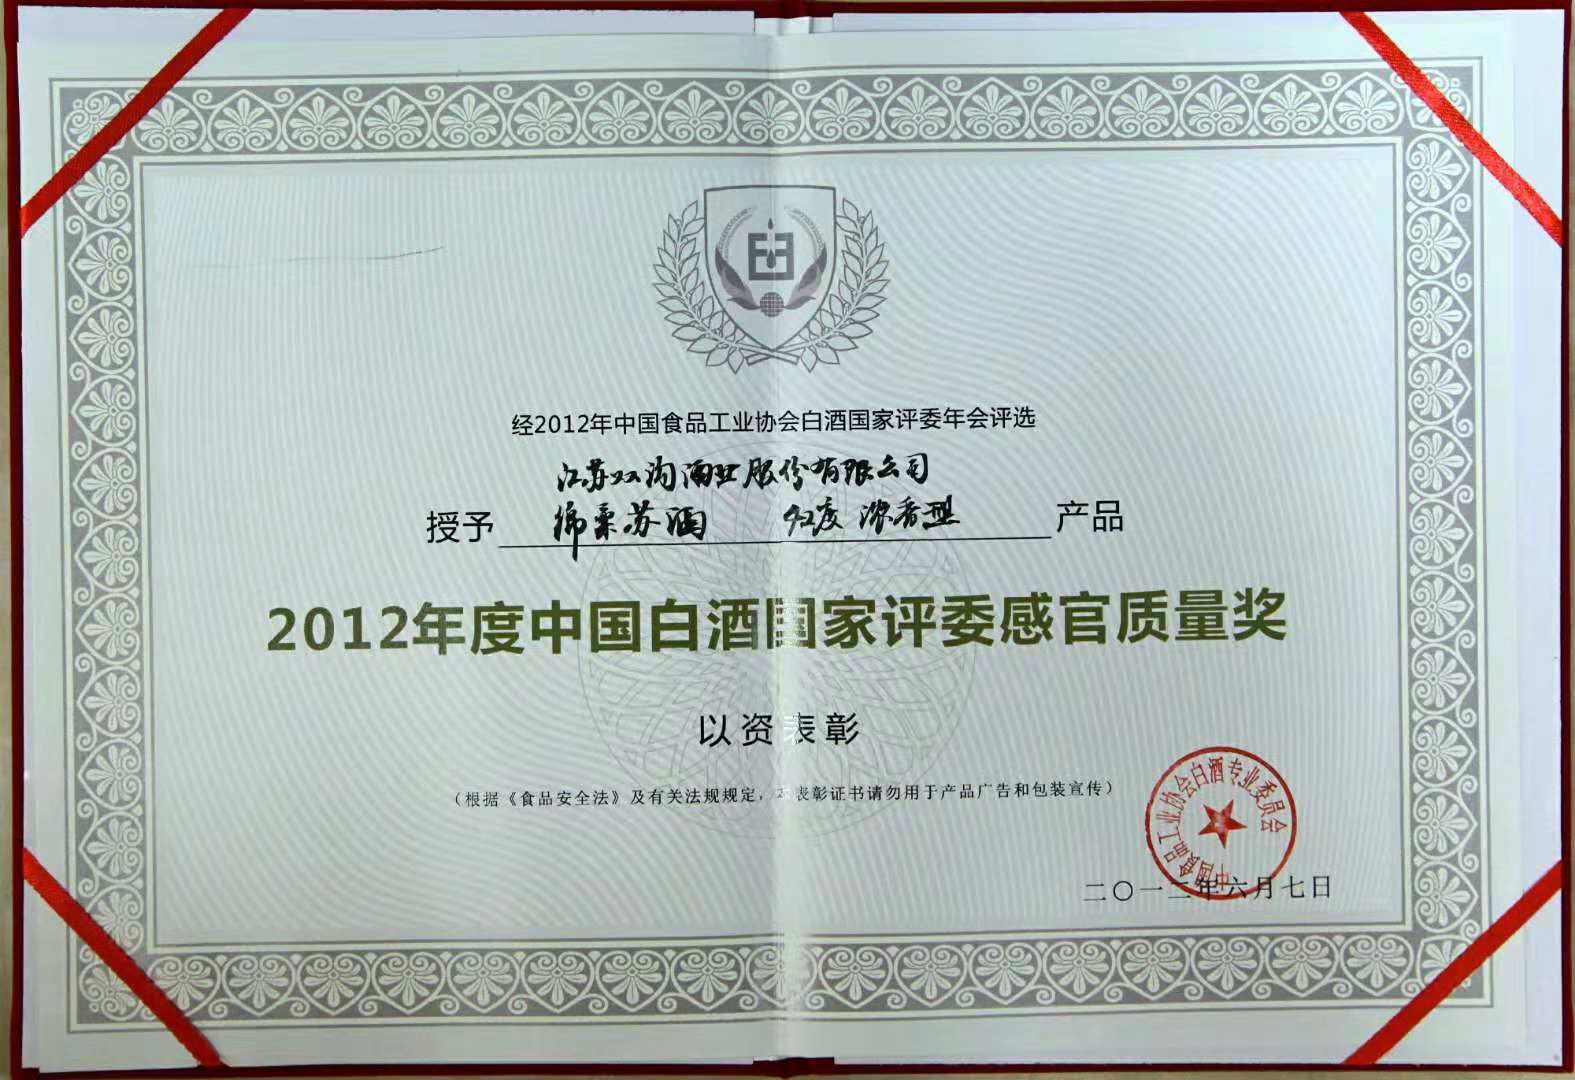 经2012年中国食品工业协会白酒国家评委年会评选
江苏双沟酒业股份有限公司
授予 绵柔苏酒 42度 浓香型 产品
2012年度中国白酒国家评委感官质量奖
以资表彰
(根据《食品安全法》及有关法规规定，本表彰证书请勿用于产品广告和包装宣传)
中国食品工业协会白酒专业委员会
二〇一二年六月七日